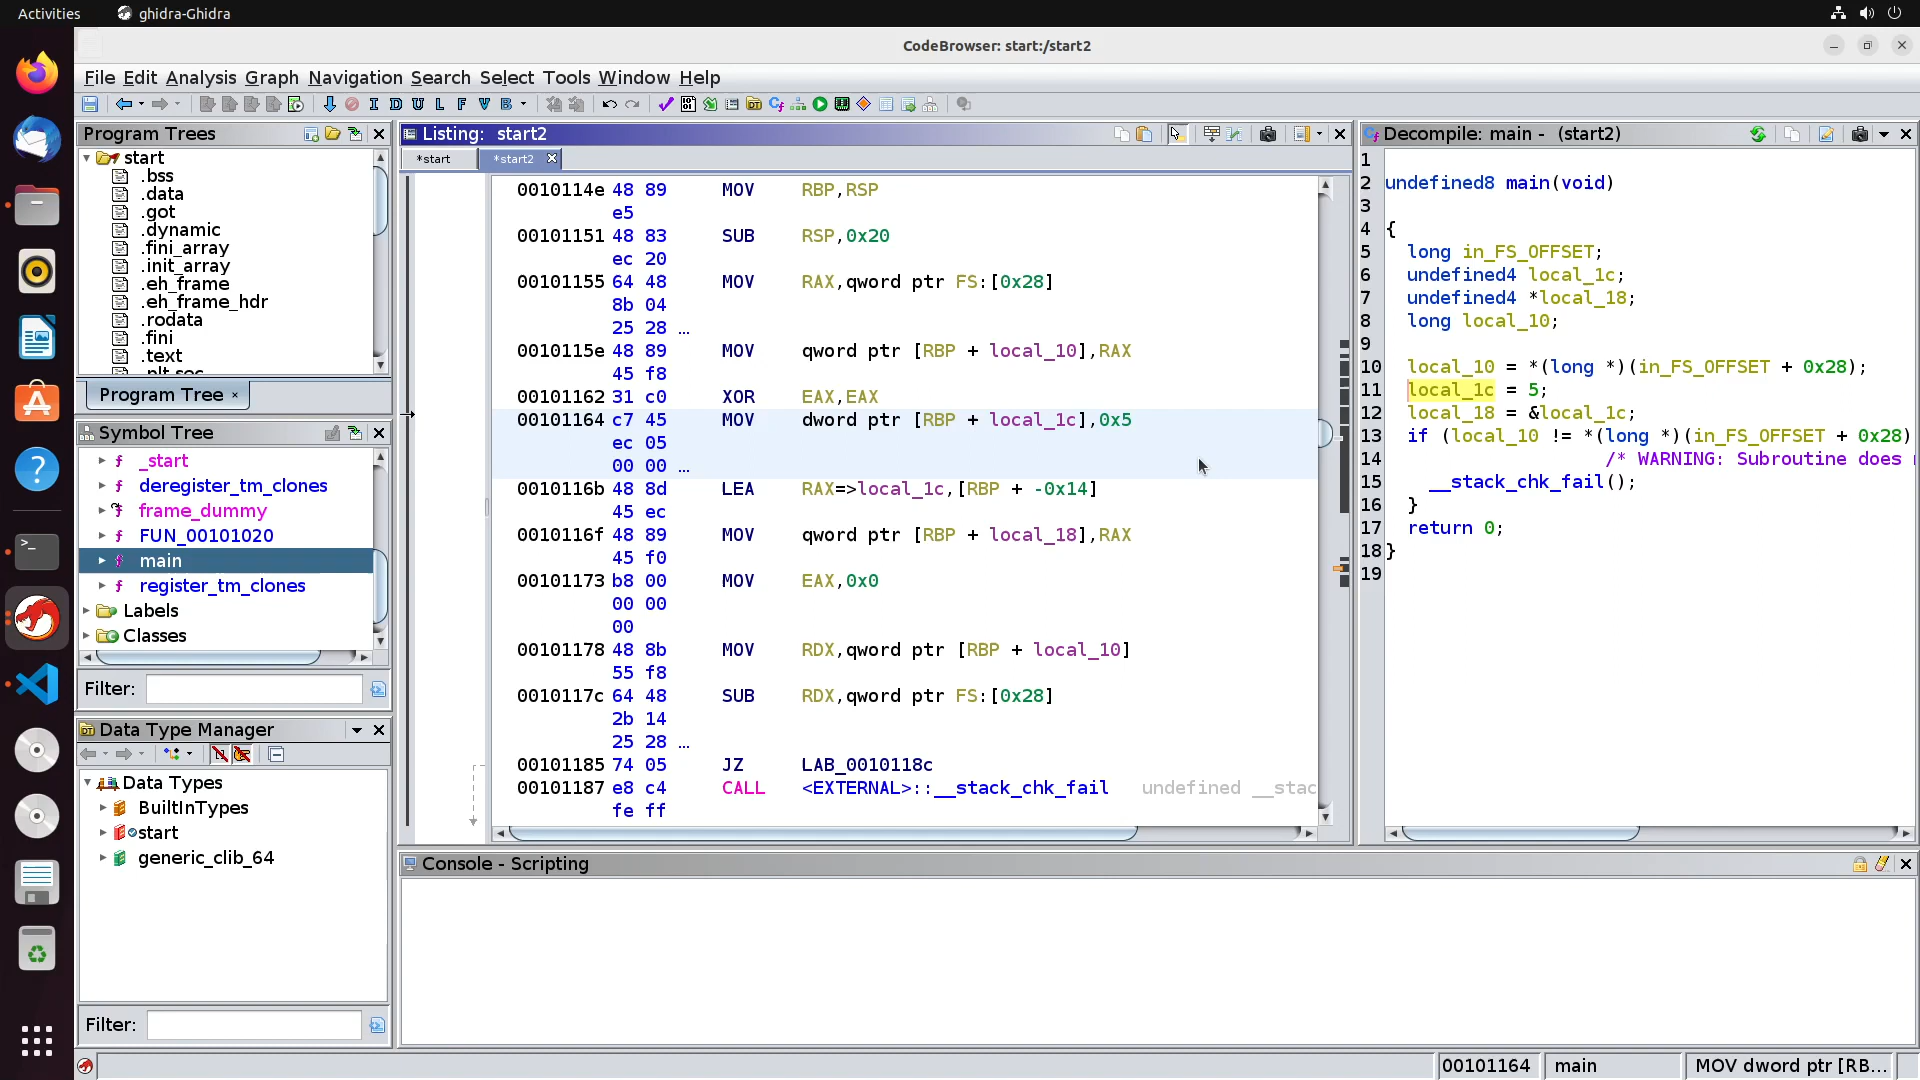 Activities ghidra-Ghidra
CodeBrowser: start:/start2
File Edit Analysis Graph Navigation Search Select Tools Window Help
I D U L F V B
Program Trees
start
.bss
.data
.got
.dynamic
.fini_array
.init_array
.eh_frame
.eh_frame_hdr
.rodata
.fini
.text
.plt.sec
Program Tree ×
Symbol Tree
f _start
f deregister_tm_clones
f frame_dummy
f FUN_00101020
f main
f register_tm_clones
Labels
Classes
Filter:
Data Type Manager
Data Types
BuiltInTypes
start
generic_clib_64
Filter:
Listing: start2
*start *start2
0010114e 48 89 MOV RBP,RSP
e5
00101151 48 83 SUB RSP,0x20
ec 20
00101155 64 48 MOV RAX,qword ptr FS:[0x28]
8b 04
25 28 ...
0010115e 48 89 MOV qword ptr [RBP + local_10],RAX
45 f8
00101162 31 c0 XOR EAX,EAX
00101164 c7 45 MOV dword ptr [RBP + local_1c],0x5
ec 05
00 00 ...
0010116b 48 8d LEA RAX=>local_1c,[RBP + -0x14]
45 ec
0010116f 48 89 MOV qword ptr [RBP + local_18],RAX
45 f0
00101173 b8 00 MOV EAX,0x0
00 00
00
00101178 48 8b MOV RDX,qword ptr [RBP + local_10]
55 f8
0010117c 64 48 SUB RDX,qword ptr FS:[0x28]
2b 14
25 28 ...
00101185 74 05 JZ LAB_0010118c
00101187 e8 c4 CALL <EXTERNAL>::__stack_chk_fail undefined __stac
fe ff
Decompile: main - (start2)
1
2 undefined8 main(void)
3
4 {
5 long in_FS_OFFSET;
6 undefined4 local_1c;
7 undefined4 *local_18;
8 long local_10;
9
10 local_10 = *(long *)(in_FS_OFFSET + 0x28);
11 local_1c = 5;
12 local_18 = &local_1c;
13 if (local_10 != *(long *)(in_FS_OFFSET + 0x28)
14 /* WARNING: Subroutine does
15 __stack_chk_fail();
16 }
17 return 0;
18 }
19
Console - Scripting
00101164 main MOV dword ptr [RB...